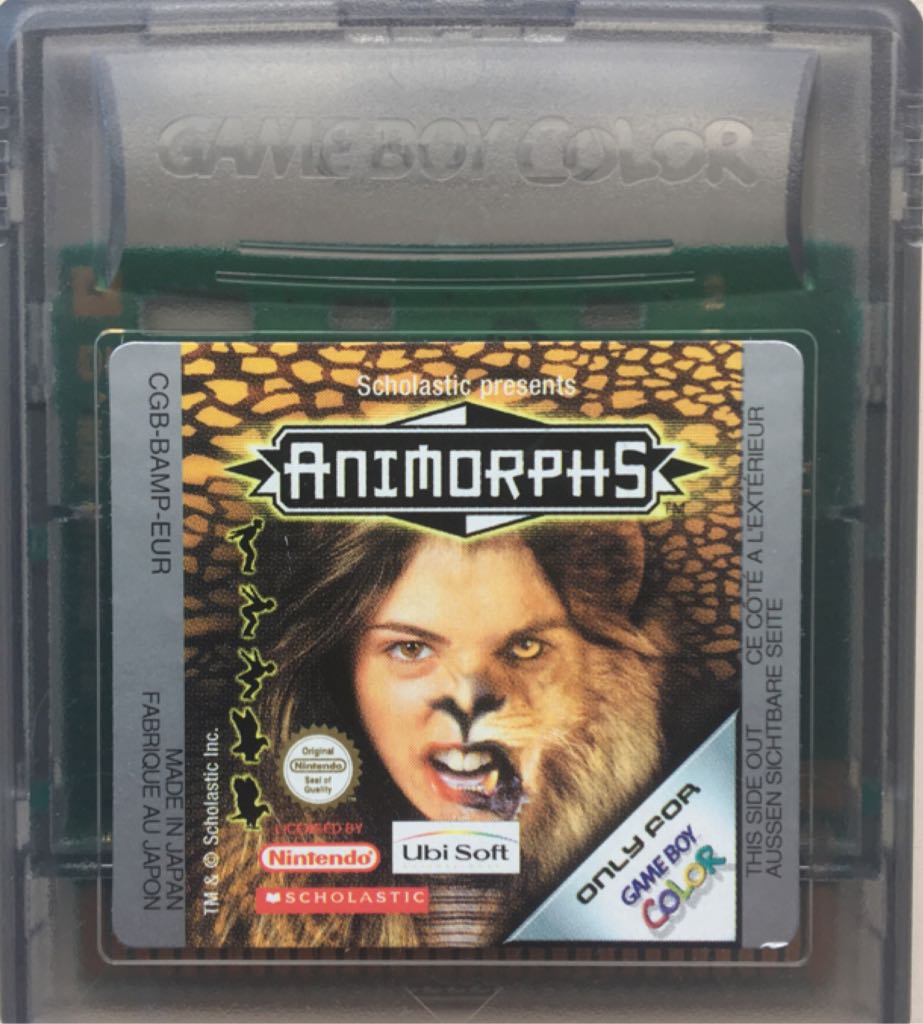 GAME BOY COLOR
Scholastic presents
ANIMORPHS
TM
CGB-BAMP-EUR
MADE IN JAPAN
FABRIQUE AU JAPON
TM & © Scholastic Inc.
Original
Nintendo
Seal of
Quality
LICENSED BY
Nintendo®
Ubi Soft
SCHOLASTIC
ONLY FOR
GAME BOY
COLOR
THIS SIDE OUT CE CÔTÉ A L'EXTÉRIEUR
AUSSEN SICHTBARE SEITE